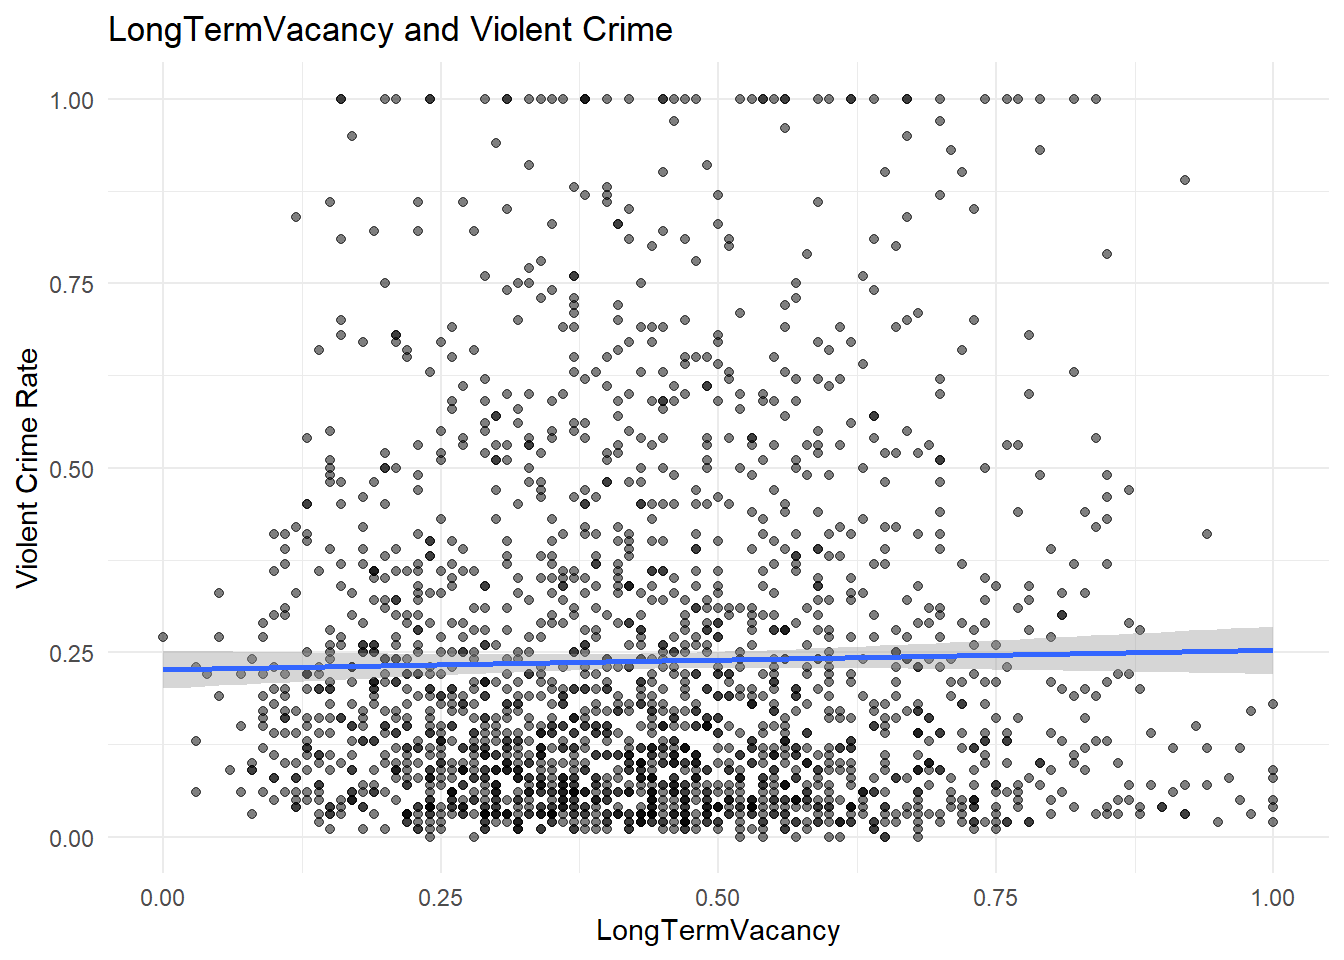 LongTermVacancy and Violent Crime
1.00
0.75
0.50
0.25
0.00
Violent Crime Rate
0.00 0.25 0.50 0.75 1.00
LongTermVacancy